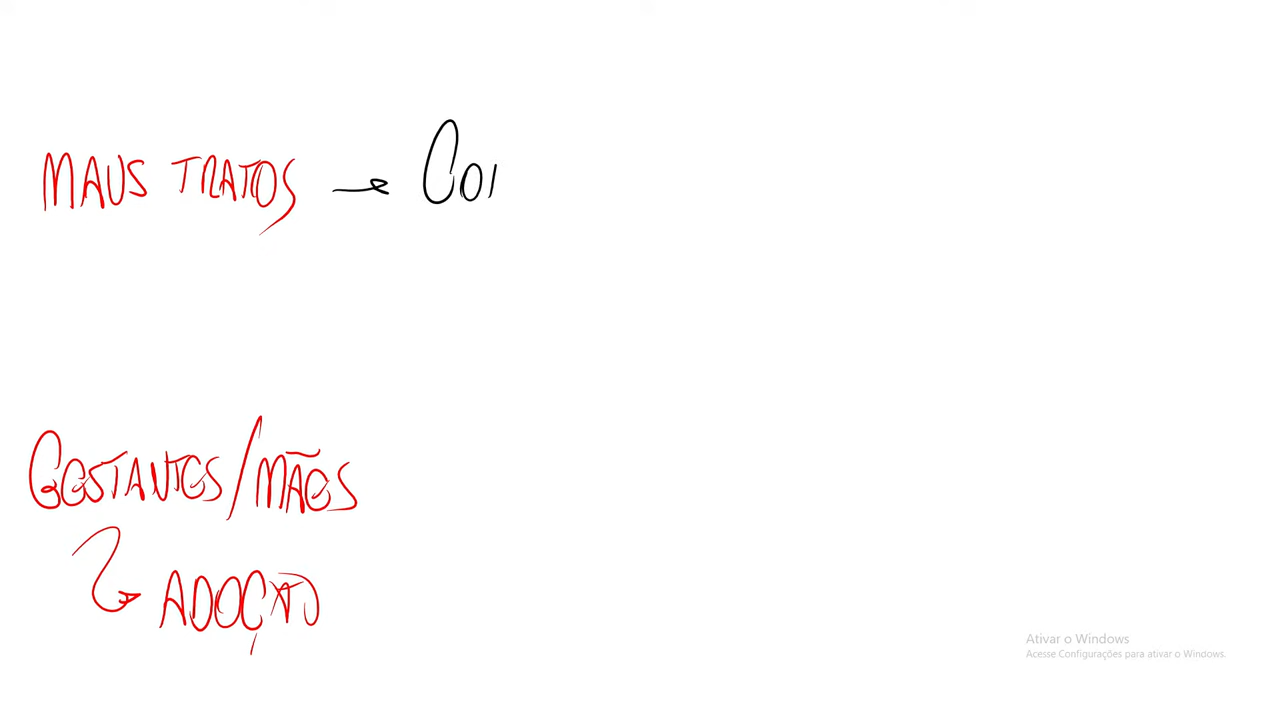 MAUS TRATOS → COI
GESTANTES/MÃES
ADOÇÃO
Ativar o Windows
Acesse Configurações para ativar o Windows.